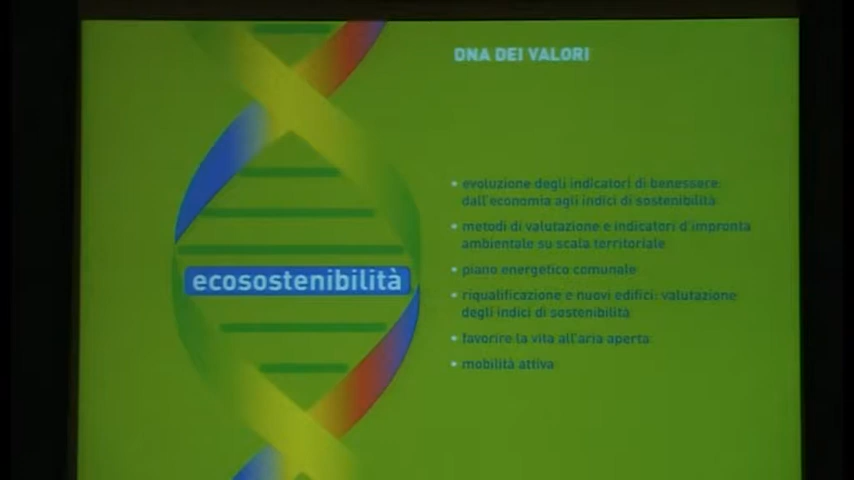 DNA DEI VALORI
• evoluzione degli indicatori di benessere:
dall'economia agli indici di sostenibilità
• metodi di valutazione e indicatori d'impronta
ambientale su scala territoriale
ecosostenibilità
• piano energetico comunale
• riqualificazione e nuovi edifici: valutazione
degli indici di sostenibilità
• favorire la vita all'aria aperta
• mobilità attiva